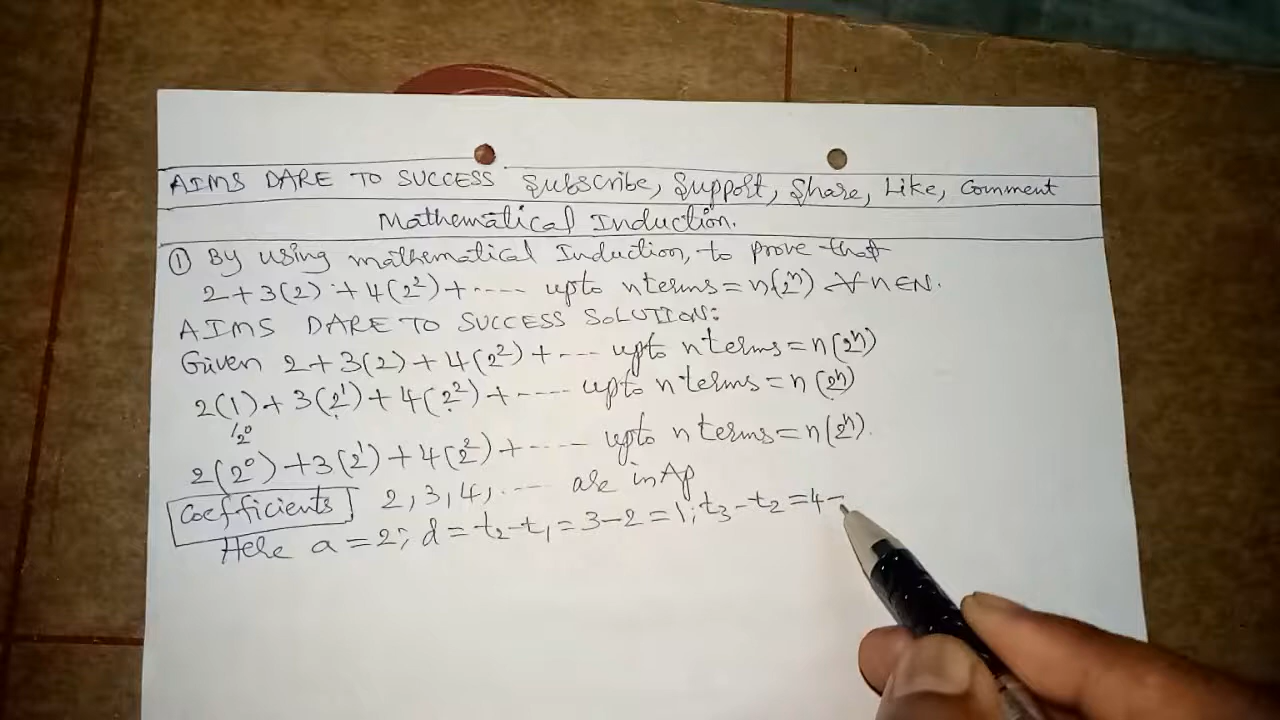 AIMS DARE TO SUCCESS Subscribe, Support, Share, Like, Comment
Mathematical Induction.
① By using mathematical Induction, to prove that
2+3(2)+4(2²)+..... upto n terms = n(2ⁿ) ∀ n∈N.
AIMS DARE TO SUCCESS SOLUTION:
Given 2+3(2)+4(2²)+... upto n terms = n(2ⁿ)
2(1)+3(2¹)+4(2²)+..... upto n terms = n(2ⁿ)
2⁰
2(2⁰)+3(2¹)+4(2²)+..... upto n terms = n(2ⁿ).
Coefficients 2,3,4,.... are in AP
Here a=2; d=t₂-t₁=3-2=1; t₃-t₂=4-